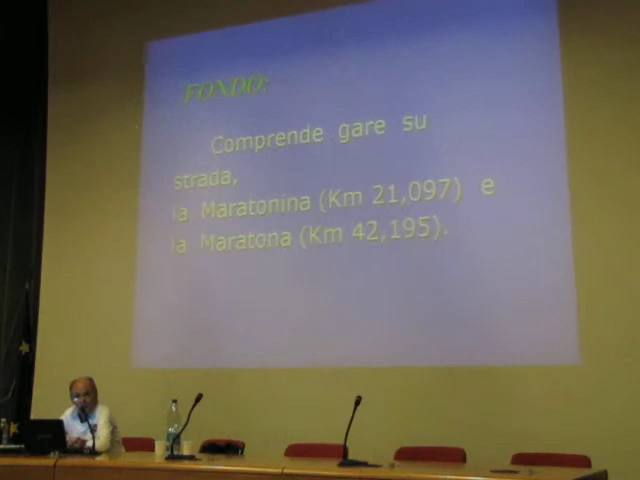 FONDO:
Comprende gare su
strada,
la Maratonina (Km 21,097) e
la Maratona (Km 42,195).